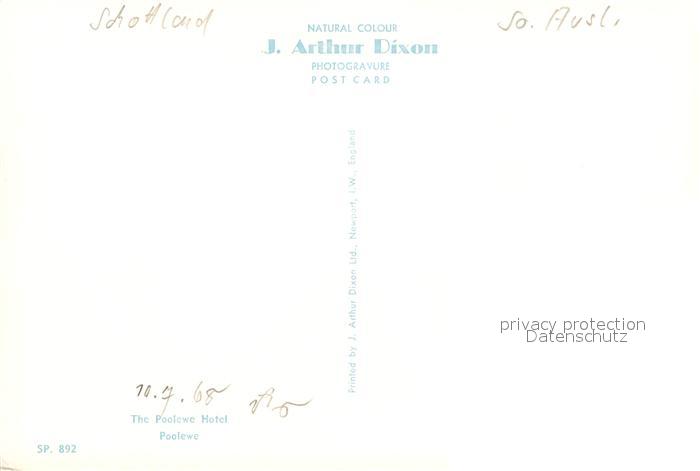 Schottland
So. Ausl.
NATURAL COLOUR
J. Arthur Dixon
PHOTOGRAVURE
POST CARD
Printed by J. Arthur Dixon Ltd., Newport, I.W., England
privacy protection
Datenschutz
10.7.68
The Poolewe Hotel
Poolewe
SP. 892